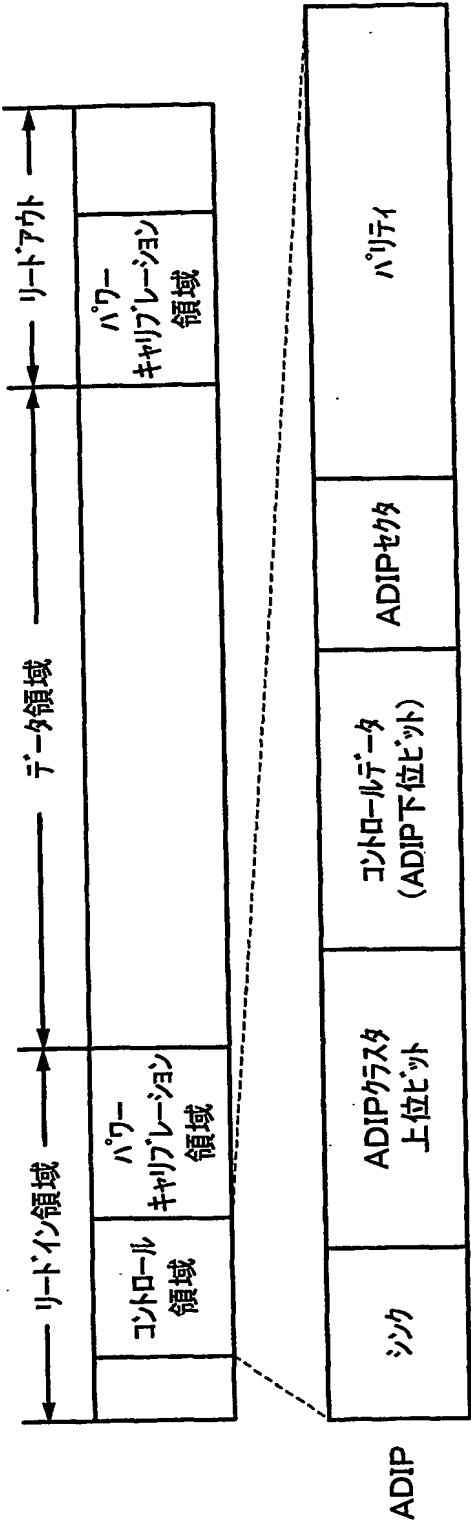 リードイン領域
データ領域
リードアウト
コントロール
領域
パワー
キャリブレーション
領域
パワー
キャリブレーション
領域
ADIP
シンク
ADIPクラスタ
上位ビット
コントロールデータ
(ADIP下位ビット)
ADIPセクタ
パリティ